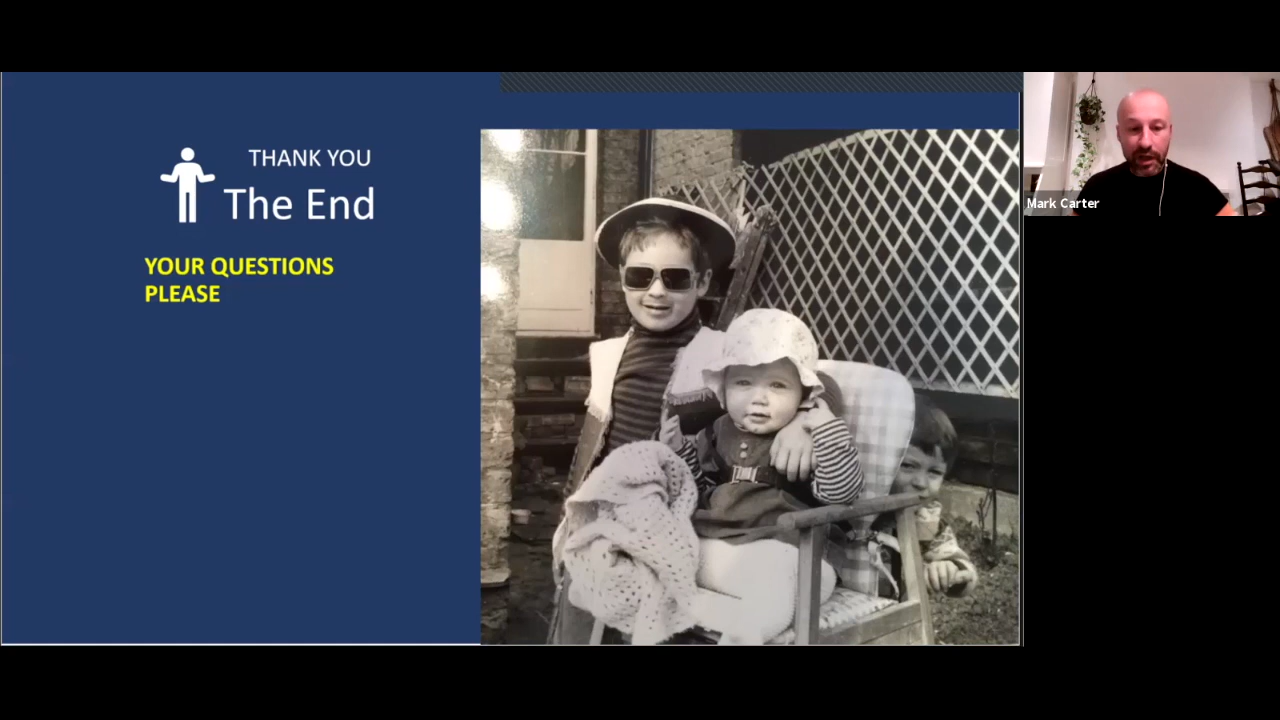 THANK YOU
The End
YOUR QUESTIONS
PLEASE
Mark Carter